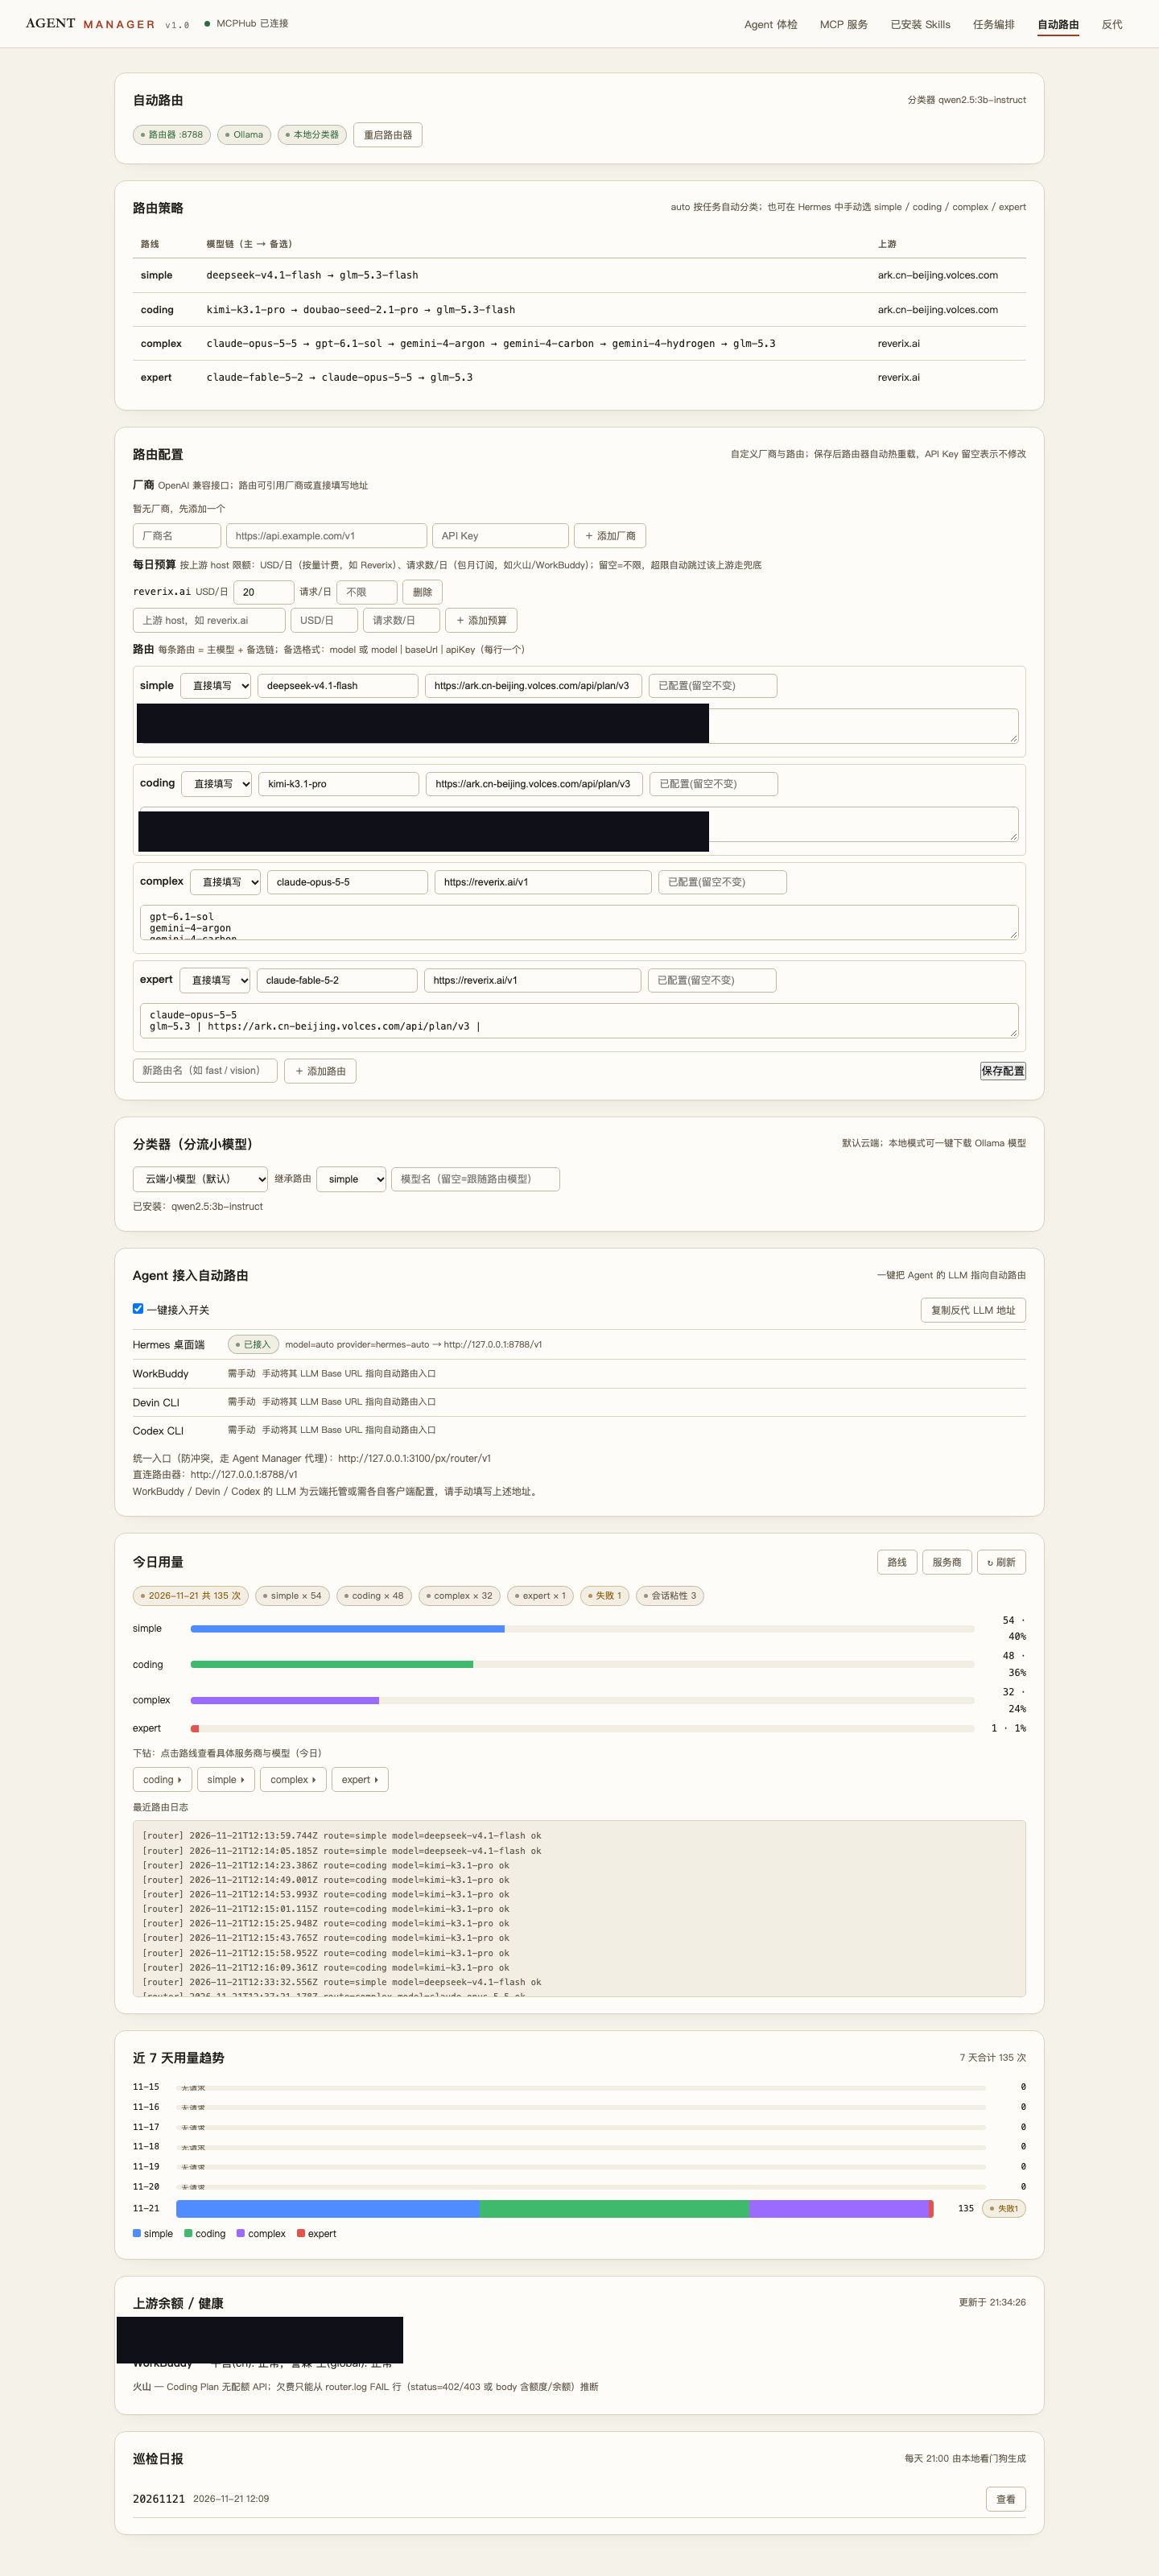 AGENT MANAGER v1.0 MCPHub 已连接 Agent 体检 MCP 服务 已安装 Skills 任务编排 自动路由 反代
自动路由 分类器 qwen2.5:3b-instruct
路由器 :8788 Ollama 本地分类器 重启路由器
路由策略 auto 按任务自动分类；也可在 Hermes 中手动选 simple / coding / complex / expert
路线 模型链（主 → 备选） 上游
simple deepseek-v4.1-flash → glm-5.3-flash ark.cn-beijing.volces.com
coding kimi-k3.1-pro → doubao-seed-2.1-pro → glm-5.3-flash ark.cn-beijing.volces.com
complex claude-opus-5-5 → gpt-6.1-sol → gemini-4-argon → gemini-4-carbon → gemini-4-hydrogen → glm-5.3 reverix.ai
expert claude-fable-5-2 → claude-opus-5-5 → glm-5.3 reverix.ai
路由配置 自定义厂商与路由；保存后路由器自动热重载，API Key 留空表示不修改
厂商 OpenAI 兼容接口；路由可引用厂商或直接填写地址
暂无厂商，先添加一个
厂商名 https://api.example.com/v1 API Key ＋ 添加厂商
每日预算 按上游 host 限额：USD/日（按量计费，如 Reverix）、请求数/日（包月订阅，如火山/WorkBuddy）；留空=不限，超限自动跳过该上游走兜底
reverix.ai USD/日 20 请求/日 不限 删除
上游 host，如 reverix.ai USD/日 请求数/日 ＋ 添加预算
路由 每条路由 = 主模型 + 备选链；备选格式：model 或 model | baseUrl | apiKey（每行一个）
simple 直接填写 deepseek-v4.1-flash https://ark.cn-beijing.volces.com/api/plan/v3 已配置(留空不变)
coding 直接填写 kimi-k3.1-pro https://ark.cn-beijing.volces.com/api/plan/v3 已配置(留空不变)
complex 直接填写 claude-opus-5-5 https://reverix.ai/v1 已配置(留空不变)
gpt-6.1-sol
gemini-4-argon
gemini-4-carbon
expert 直接填写 claude-fable-5-2 https://reverix.ai/v1 已配置(留空不变)
claude-opus-5-5
glm-5.3 | https://ark.cn-beijing.volces.com/api/plan/v3 |
新路由名（如 fast / vision） ＋ 添加路由 保存配置
分类器（分流小模型） 默认云端；本地模式可一键下载 Ollama 模型
云端小模型（默认） 继承路由 simple 模型名（留空=跟随路由模型）
已安装：qwen2.5:3b-instruct
Agent 接入自动路由 一键把 Agent 的 LLM 指向自动路由
一键接入开关 复制反代 LLM 地址
Hermes 桌面端 已接入 model=auto provider=hermes-auto → http://127.0.0.1:8788/v1
WorkBuddy 需手动 手动将其 LLM Base URL 指向自动路由入口
Devin CLI 需手动 手动将其 LLM Base URL 指向自动路由入口
Codex CLI 需手动 手动将其 LLM Base URL 指向自动路由入口
统一入口（防冲突，走 Agent Manager 代理）：http://127.0.0.1:3100/px/router/v1
直连路由器：http://127.0.0.1:8788/v1
WorkBuddy / Devin / Codex 的 LLM 为云端托管或需各自客户端配置，请手动填写上述地址。
今日用量 路线 服务商 ↻ 刷新
2026-11-21 共 135 次 simple × 54 coding × 48 complex × 32 expert × 1 失败 1 会话粘性 3
simple 54 · 40%
coding 48 · 36%
complex 32 · 24%
expert 1 · 1%
下钻：点击路线查看具体服务商与模型（今日）
coding ▸ simple ▸ complex ▸ expert ▸
最近路由日志
[router] 2026-11-21T12:13:59.744Z route=simple model=deepseek-v4.1-flash ok
[router] 2026-11-21T12:14:05.185Z route=simple model=deepseek-v4.1-flash ok
[router] 2026-11-21T12:14:23.386Z route=coding model=kimi-k3.1-pro ok
[router] 2026-11-21T12:14:49.001Z route=coding model=kimi-k3.1-pro ok
[router] 2026-11-21T12:14:53.993Z route=coding model=kimi-k3.1-pro ok
[router] 2026-11-21T12:15:01.115Z route=coding model=kimi-k3.1-pro ok
[router] 2026-11-21T12:15:25.948Z route=coding model=kimi-k3.1-pro ok
[router] 2026-11-21T12:15:43.765Z route=coding model=kimi-k3.1-pro ok
[router] 2026-11-21T12:15:58.952Z route=coding model=kimi-k3.1-pro ok
[router] 2026-11-21T12:16:09.361Z route=coding model=kimi-k3.1-pro ok
[router] 2026-11-21T12:33:32.556Z route=simple model=deepseek-v4.1-flash ok
[router] 2026-11-21T12:37:21.178Z route=complex model=claude-opus-5-5 ok
近 7 天用量趋势 7 天合计 135 次
11-15 无请求 0
11-16 无请求 0
11-17 无请求 0
11-18 无请求 0
11-19 无请求 0
11-20 无请求 0
11-21 135 失败1
simple coding complex expert
上游余额 / 健康 更新于 21:34:26
WorkBuddy
火山 — Coding Plan 无配额 API；欠费只能从 router.log FAIL 行（status=402/403 或 body 含额度/余额）推断
巡检日报 每天 21:00 由本地看门狗生成
20261121 2026-11-21 12:09 查看